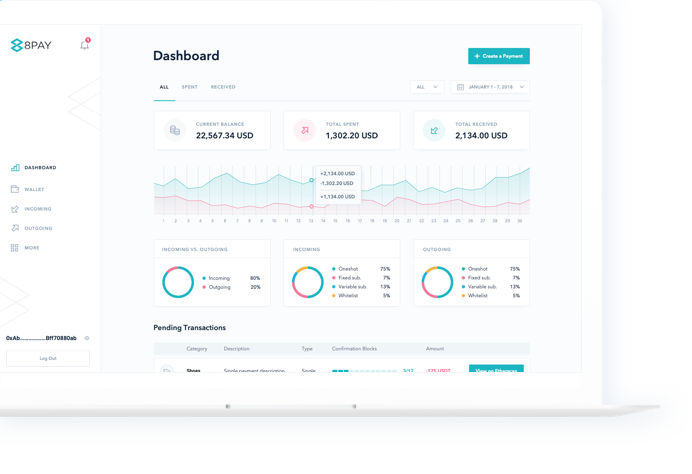 8PAY
1
DASHBOARD
WALLET
INCOMING
OUTGOING
MORE
0xAb................Bff70880ab
Log Out
Dashboard
+ Create a Payment
ALL SPENT RECEIVED
ALL
JANUARY 1 - 7, 2019
CURRENT BALANCE
22,567.34 USD
TOTAL SPENT
1,302.20 USD
TOTAL RECEIVED
2,134.00 USD
+2,134.00 USD
-1,302.20 USD
+1,134.00 USD
1 2 3 4 5 6 7 8 9 10 11 12 13 14 15 16 17 18 19 20 21 22 23 24 25 26 27 28 29 30
INCOMING VS. OUTGOING
Incoming 80%
Outgoing 20%
INCOMING
Oneshot 75%
Fixed sub. 7%
Variable sub. 13%
Whitelist 5%
OUTGOING
Oneshot 75%
Fixed sub. 7%
Variable sub. 13%
Whitelist 5%
Pending Transactions
Category Description Type Confirmation Blocks Amount
Shoes Single payment description Single 3/12 -175 USDT View on Etherscan